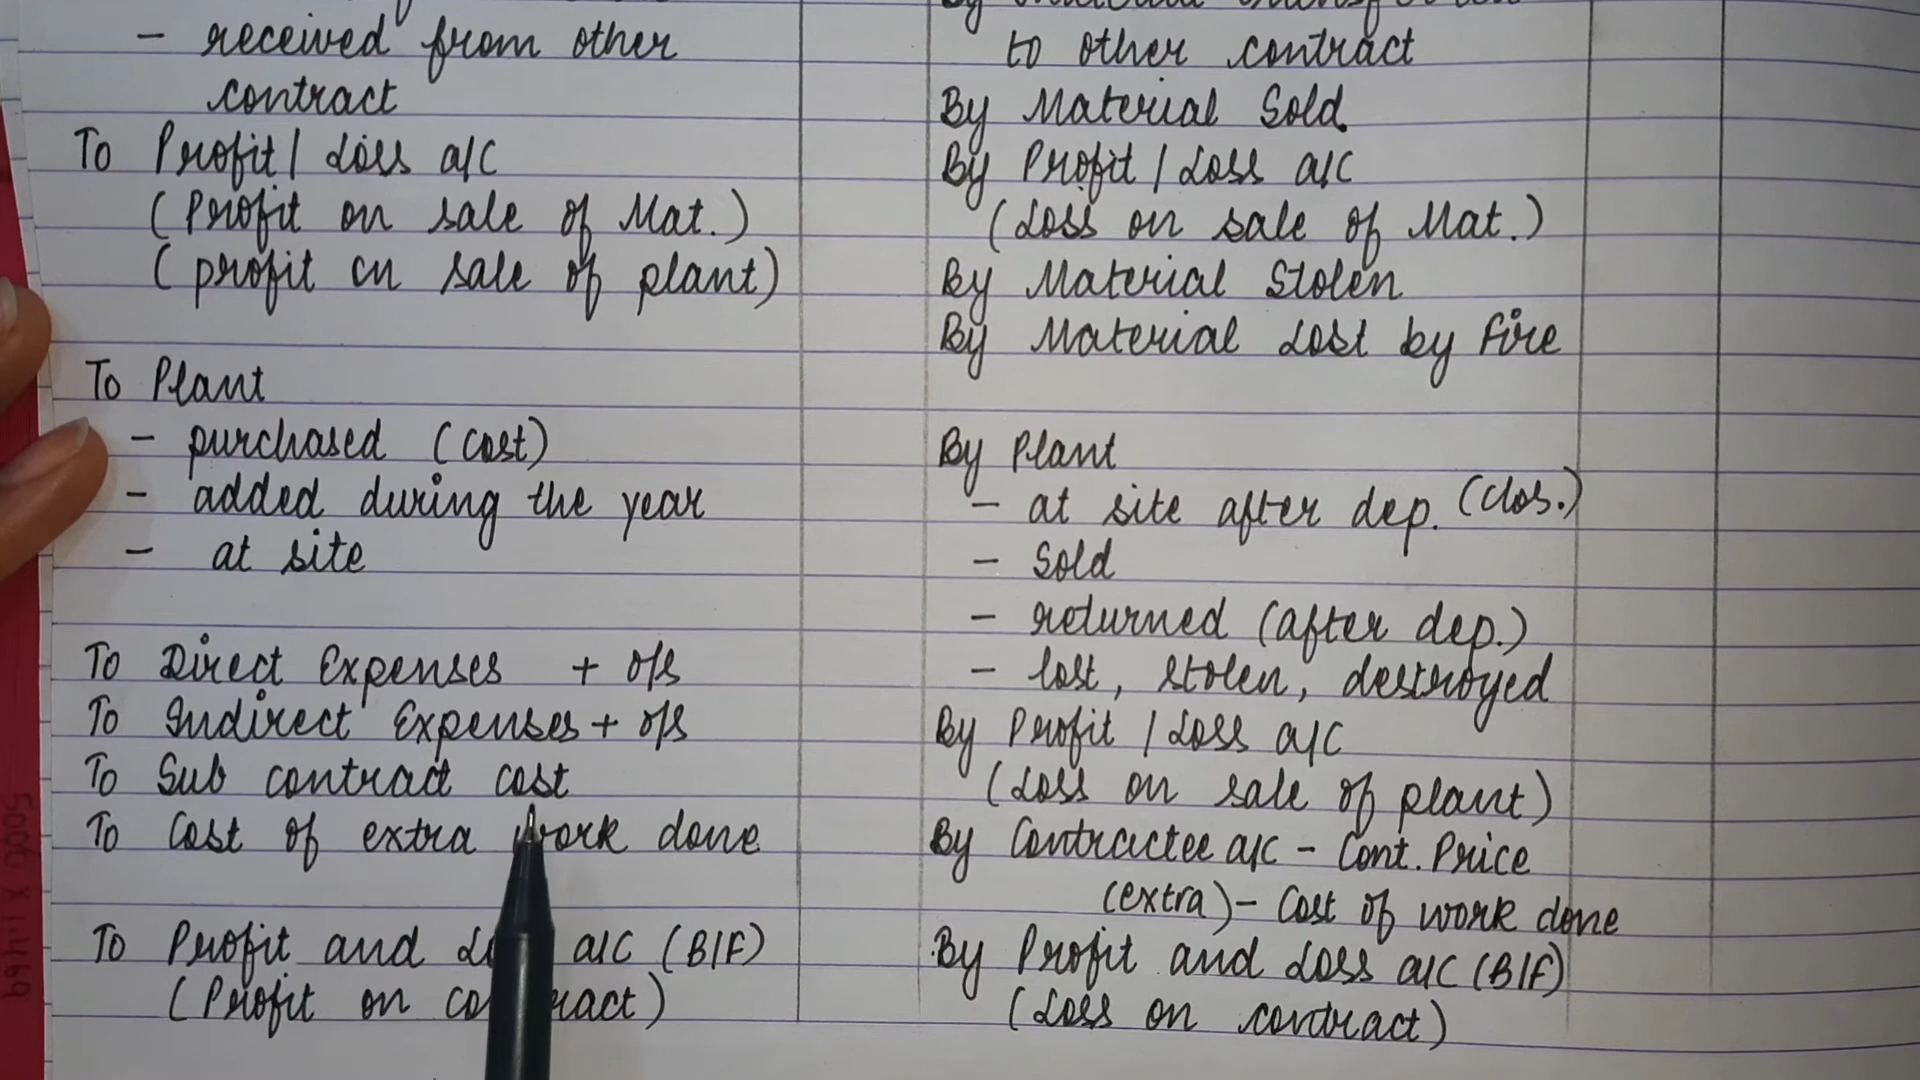 - received from other
contract
To Profit / Loss a/c
(Profit on sale of Mat.)
(profit on sale of plant)
To Plant
- purchased (cost)
- added during the year
- at site
To Direct Expenses + o/s
To Indirect Expenses + o/s
To Sub contract cost
To Cost of extra work done
To Profit and a/c (B/F)
(Profit on
to other contract
By Material Sold
By Profit / Loss a/c
(Loss on sale of Mat.)
By Material Stolen
By Material Lost by fire
By Plant
- at site after dep. (clos.)
- Sold
- returned (after dep.)
- lost, stolen, destroyed
By Profit / Loss a/c
(Loss on sale of plant)
By Contractee a/c - Cont. Price
(extra) - Cost of work done
By Profit and Loss a/c (B/F)
(Loss on contract)